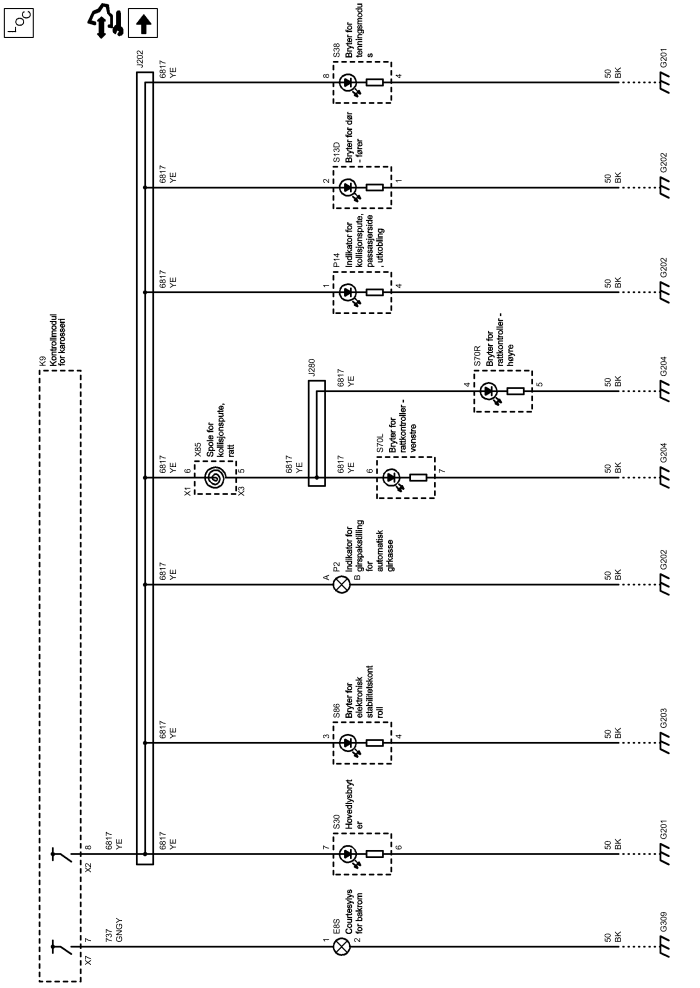 LOC
K9
Kontrollmodul
for karosseri
J202
X7
7
737
GNGY
1
E8S
Courtesylys
for bakrom
2
50
BK
G309
X2
8
6817
YE
6817
YE
7
S30
Hovedlysbryt
er
6
50
BK
G201
6817
YE
3
S86
Bryter for
elektronisk
stabilitetskont
roll
4
50
BK
G203
6817
YE
A
P2
Indikator for
girspakstilling
for
automatisk
girkasse
B
50
BK
G202
6817
YE
X1
6
X85
Spole for
kollisjonspute,
ratt
X3
5
6817
YE
J280
6817
YE
6
S70L
Bryter for
rattkontroller -
venstre
7
50
BK
G204
6817
YE
4
S70R
Bryter for
rattkontroller -
høyre
5
50
BK
G204
6817
YE
1
P14
Indikator for
kollisjonspute,
passasjerside
, utkobling
4
50
BK
G202
6817
YE
2
S13D
Bryter for dør
- fører
1
50
BK
G202
6817
YE
8
S38
Bryter for
tenningsmodu
s
4
50
BK
G201